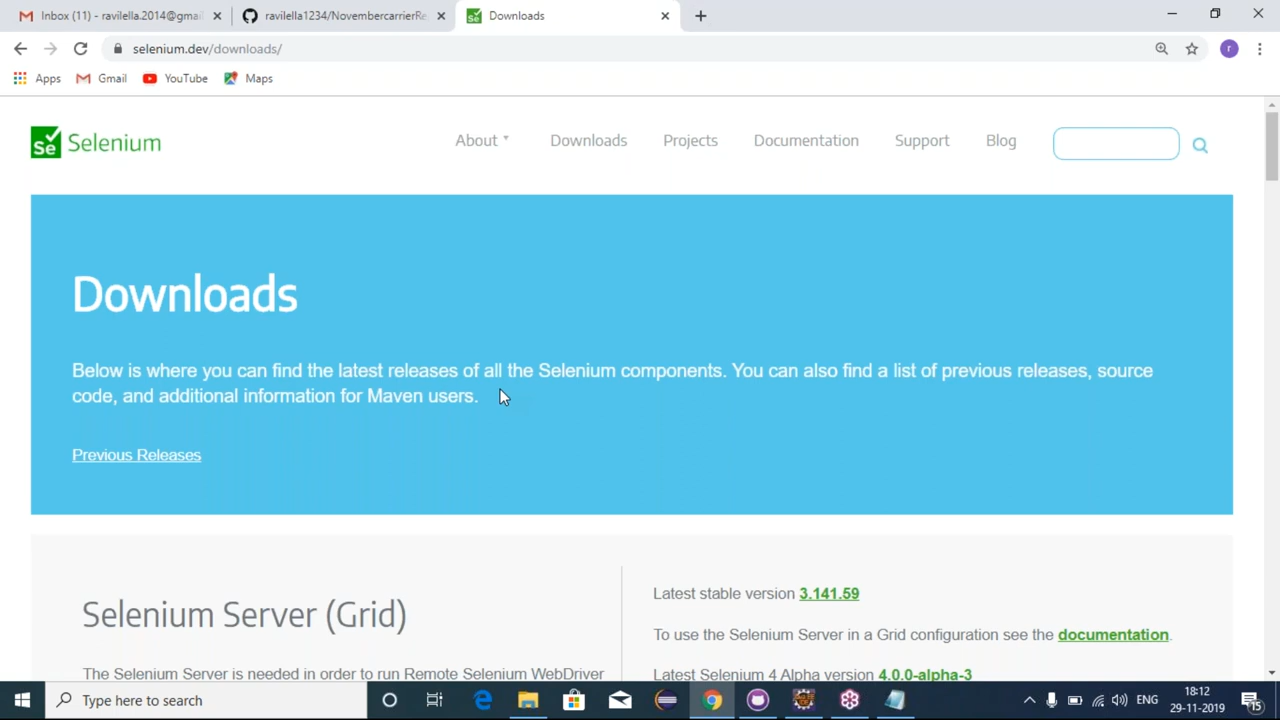 Inbox (11) - ravilella.2014@gmai
ravilella1234/NovembercarrierRe
Downloads
selenium.dev/downloads/
r
Apps
Gmail
YouTube
Maps
Se Selenium
About
Downloads
Projects
Documentation
Support
Blog
Downloads
Below is where you can find the latest releases of all the Selenium components. You can also find a list of previous releases, source
code, and additional information for Maven users.
Previous Releases
Selenium Server (Grid)
The Selenium Server is needed in order to run Remote Selenium WebDriver
Latest stable version 3.141.59
To use the Selenium Server in a Grid configuration see the documentation.
Latest Selenium 4 Alpha version 4.0.0-alpha-3
Type here to search
ENG
18:12
29-11-2019
15